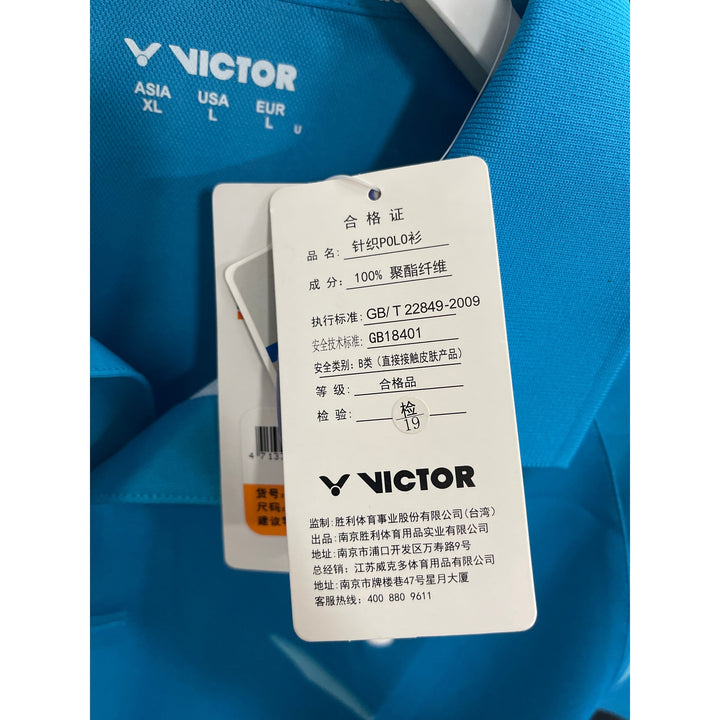 VICTOR
ASIA USA EUR
XL L L U
合格证
品名: 针织POLO衫
成分: 100% 聚酯纤维
执行标准: GB/T 22849-2009
安全技术标准: GB18401
安全类别: B类 (直接接触皮肤产品)
等级: 合格品
检验: 检
19
VICTOR
监制: 胜利体育事业股份有限公司(台湾)
出品: 南京胜利体育用品实业有限公司
地址: 南京市浦口开发区万寿路9号
总经销: 江苏威克多体育用品有限公司
地址: 南京市牌楼巷47号星月大厦
客服热线: 400 880 9611
货号
尺码
建议